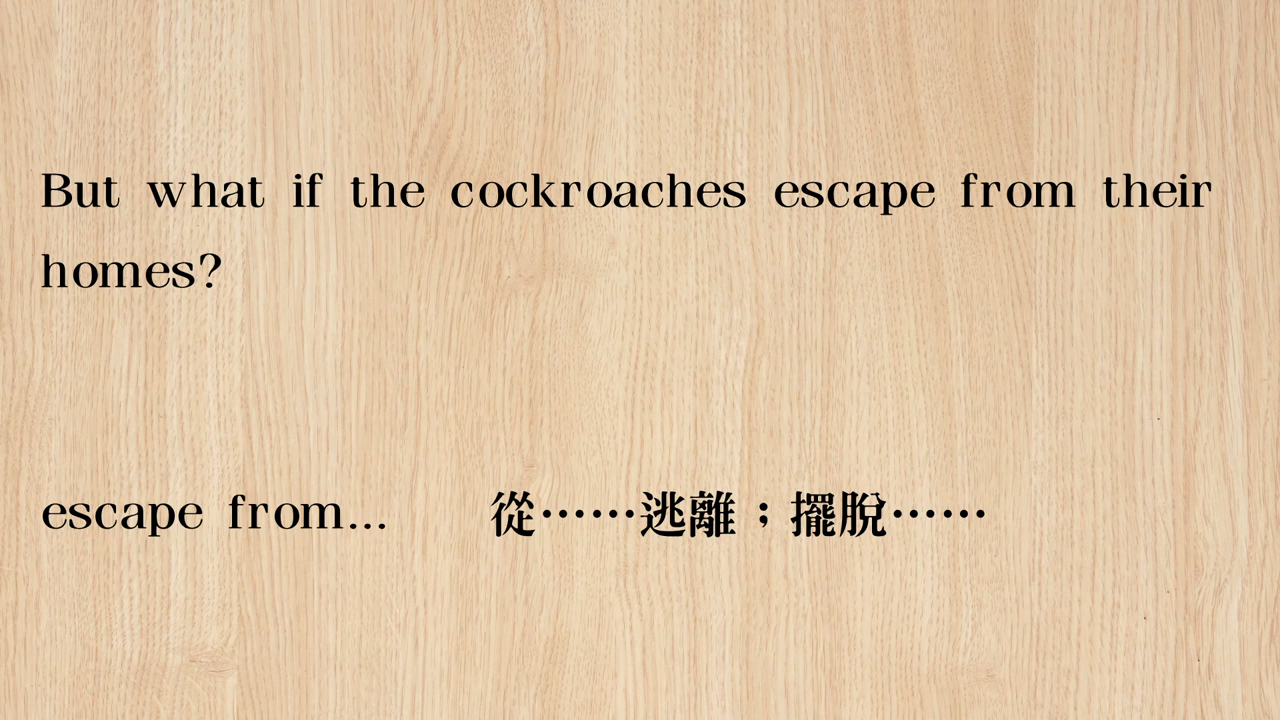 But what if the cockroaches escape from their
homes?
escape from... 從⋯⋯逃離；擺脫⋯⋯